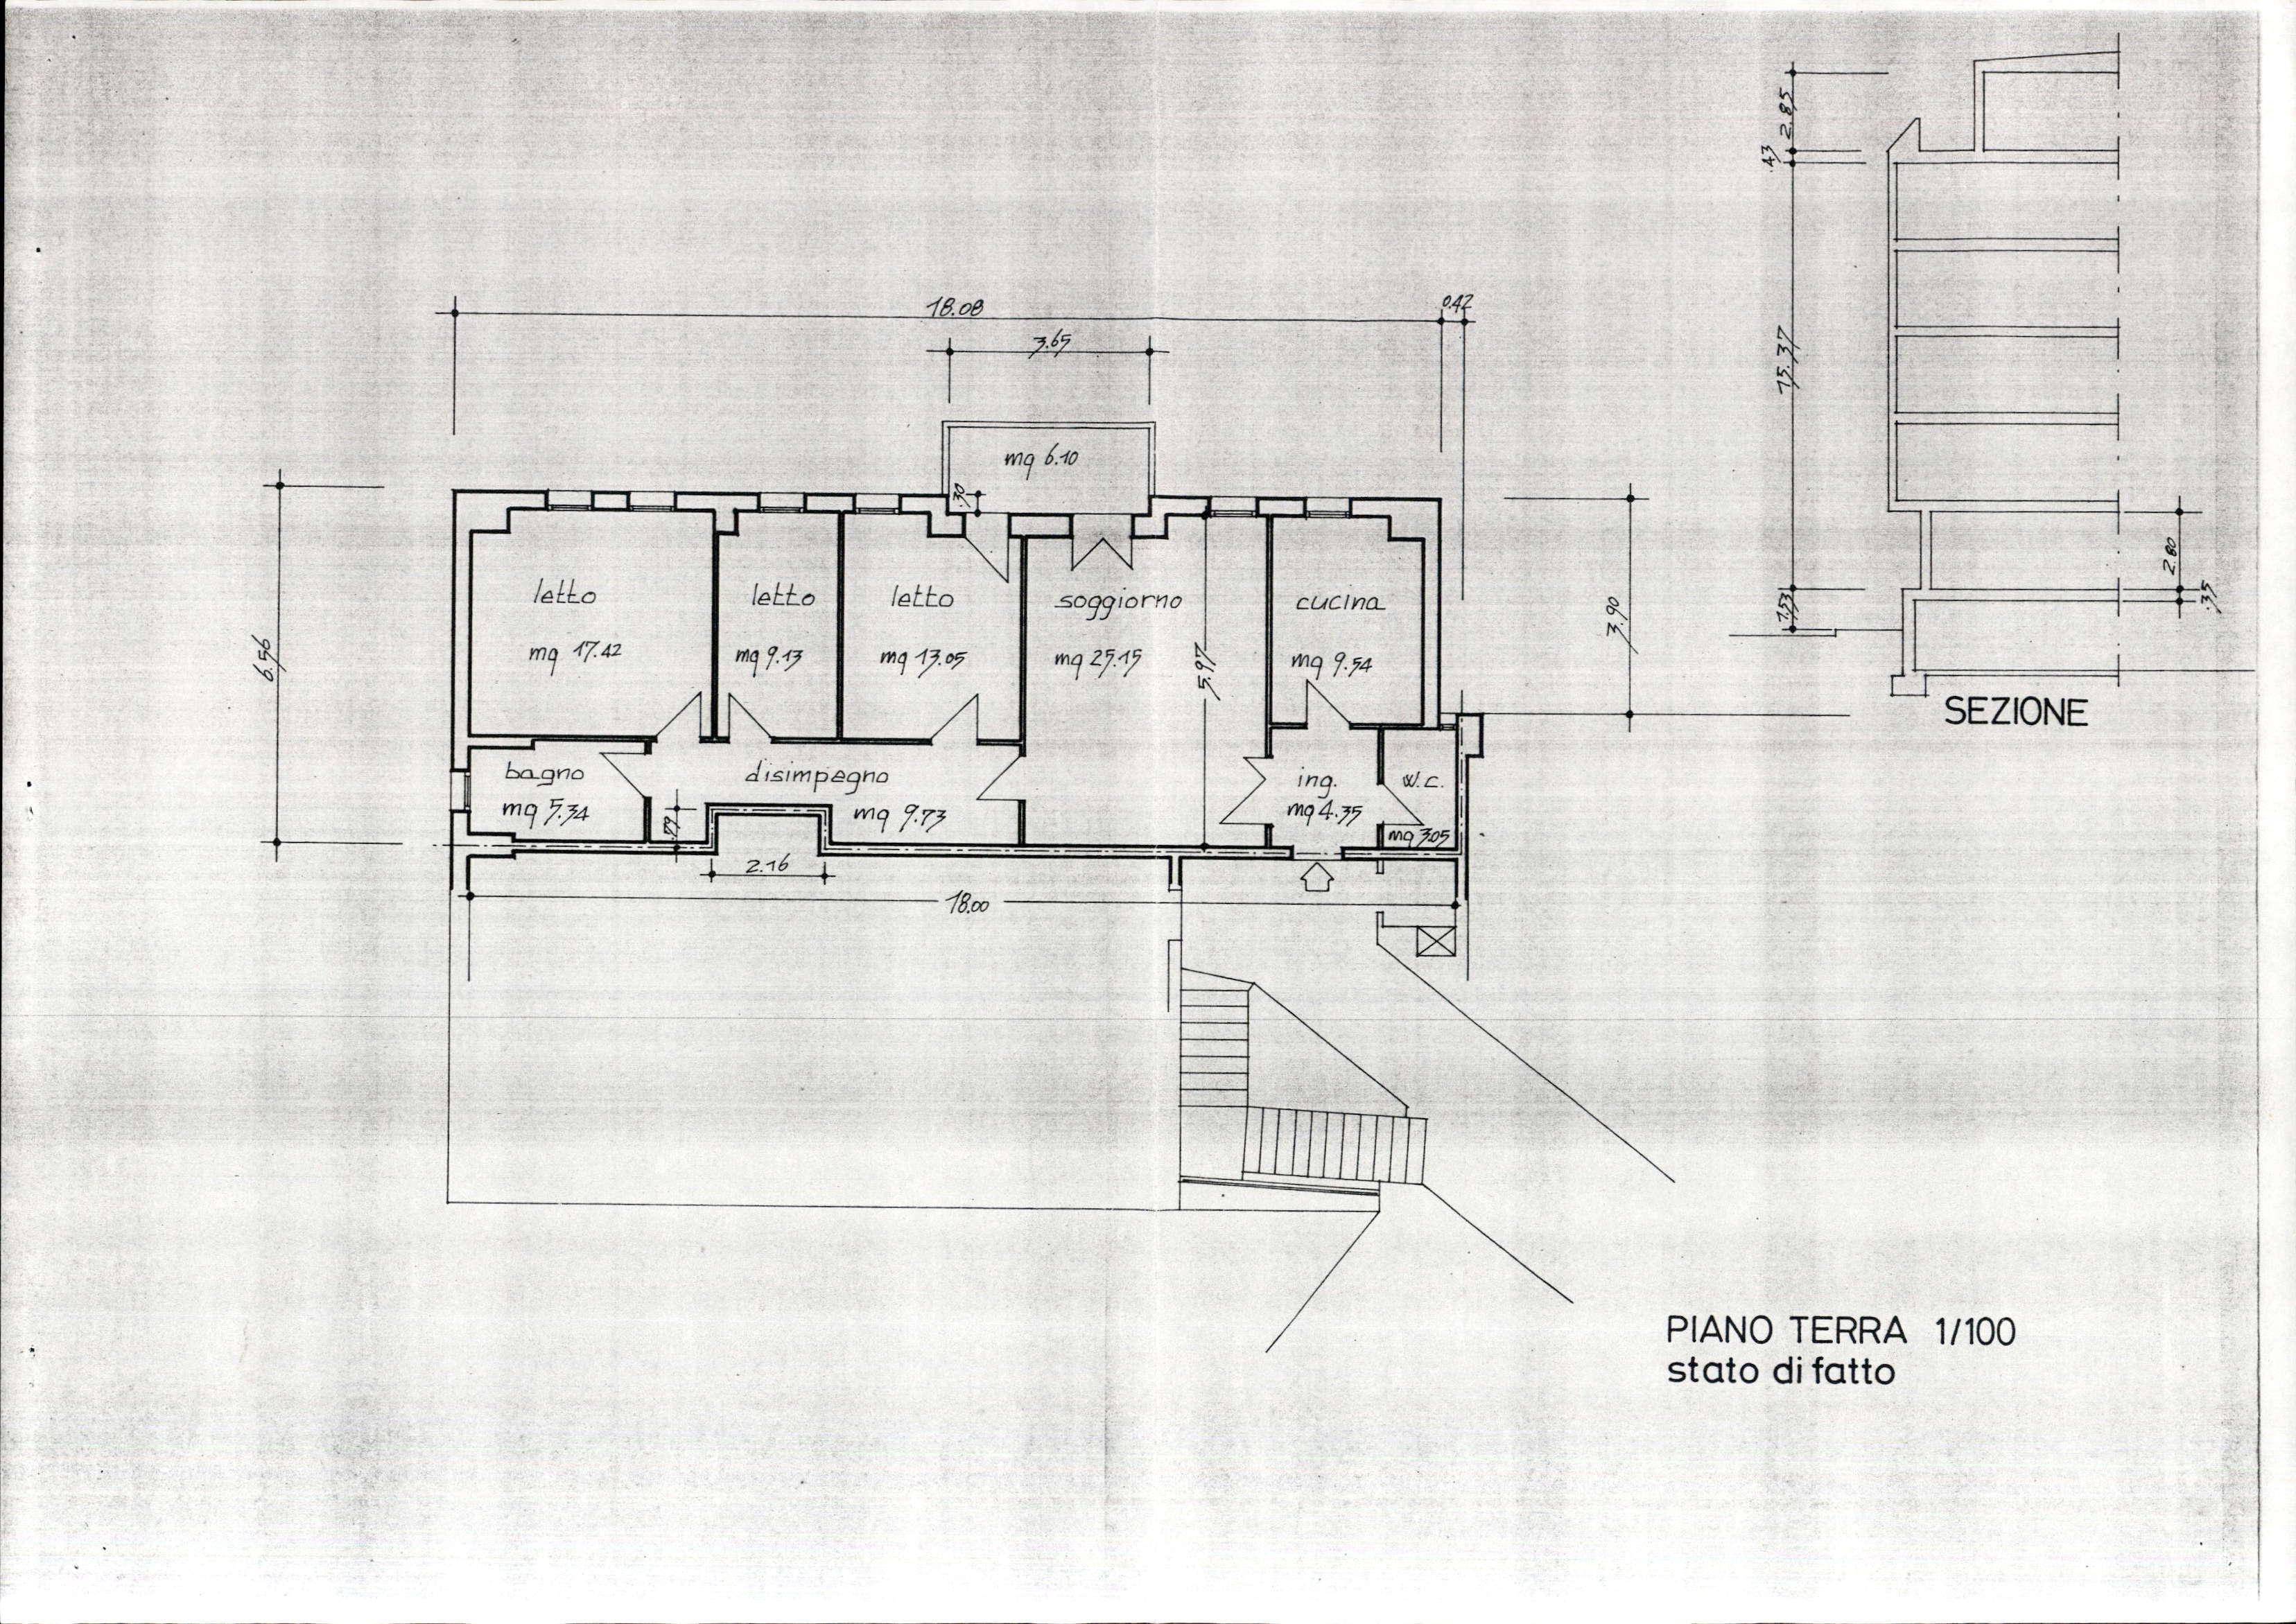 2.85
.43
15.37
1.53
2.80
.35
SEZIONE
18.08
0.42
3.65
mq 6.10
.30
6.56
3.90
letto
mq 17.42
letto
mq 9.13
letto
mq 13.05
soggiorno
mq 25.15
5.97
cucina
mq 9.54
bagno
mq 5.34
disimpegno
mq 9.73
ing.
mq 4.35
w.c.
mq 3.05
2.16
18.00
PIANO TERRA 1/100
stato di fatto